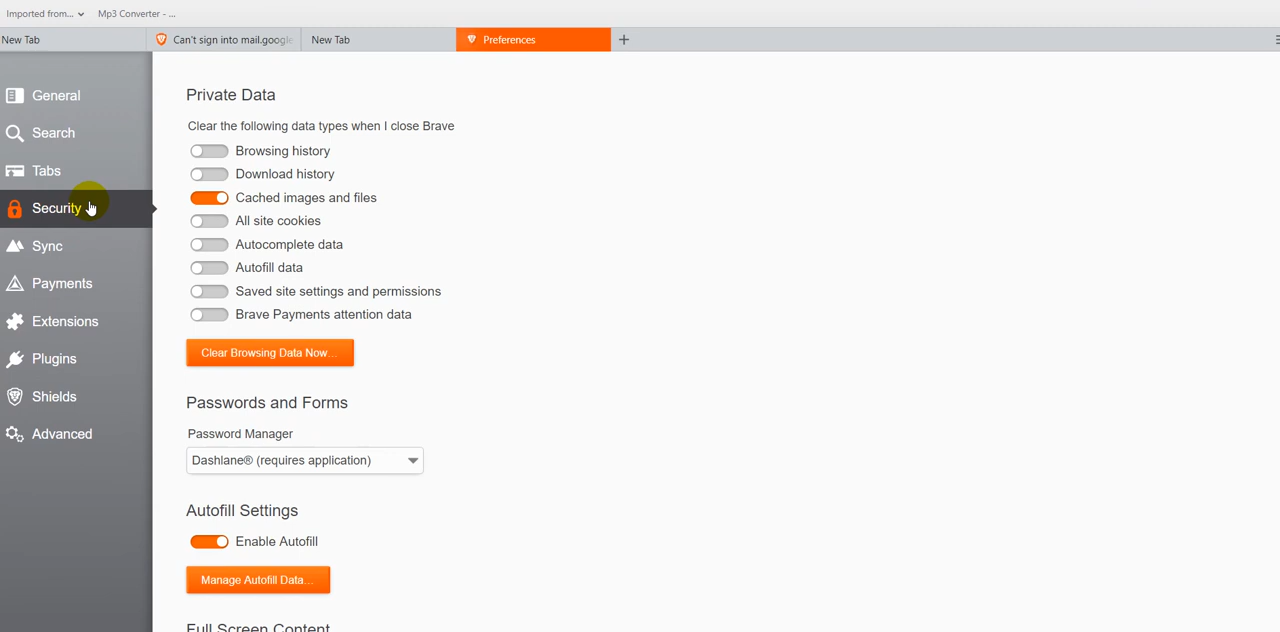 Imported from... Mp3 Converter - ...
New Tab Can't sign into mail.google New Tab Preferences
General
Search
Tabs
Security
Sync
Payments
Extensions
Plugins
Shields
Advanced
Private Data
Clear the following data types when I close Brave
Browsing history
Download history
Cached images and files
All site cookies
Autocomplete data
Autofill data
Saved site settings and permissions
Brave Payments attention data
Clear Browsing Data Now...
Passwords and Forms
Password Manager
Dashlane® (requires application)
Autofill Settings
Enable Autofill
Manage Autofill Data...
Full Screen Content